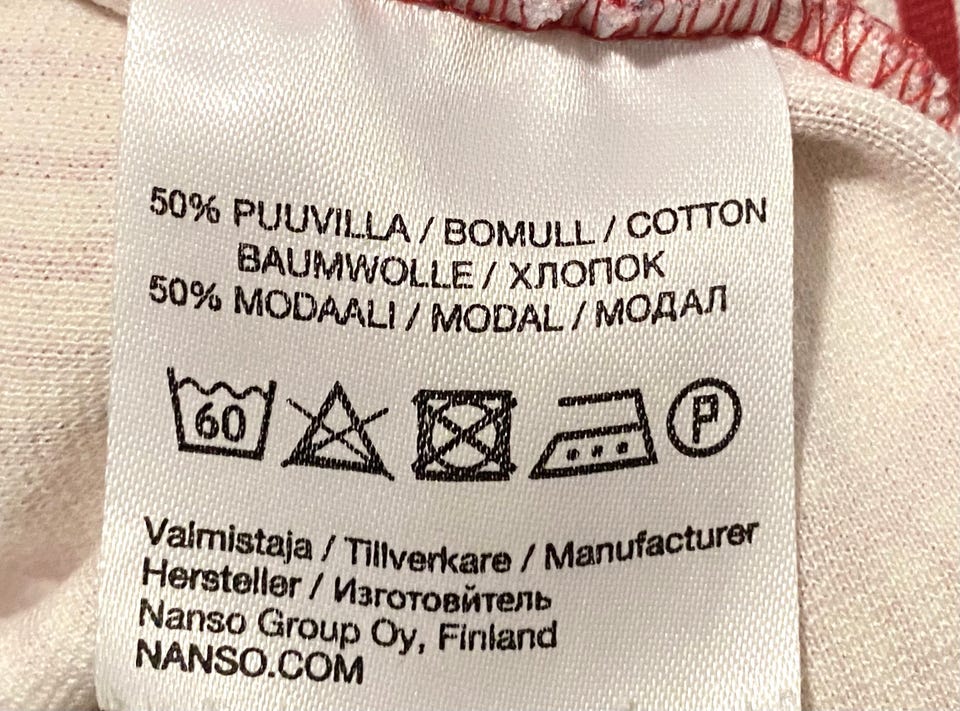 50% PUUVILLA / BOMULL / COTTON
BAUMWOLLE / ХЛОПОК
50% MODAALI / MODAL / МОДАЛ
60 P
Valmistaja / Tillverkare / Manufacturer
Hersteller / Изготовйтель
Nanso Group Oy, Finland
NANSO.COM